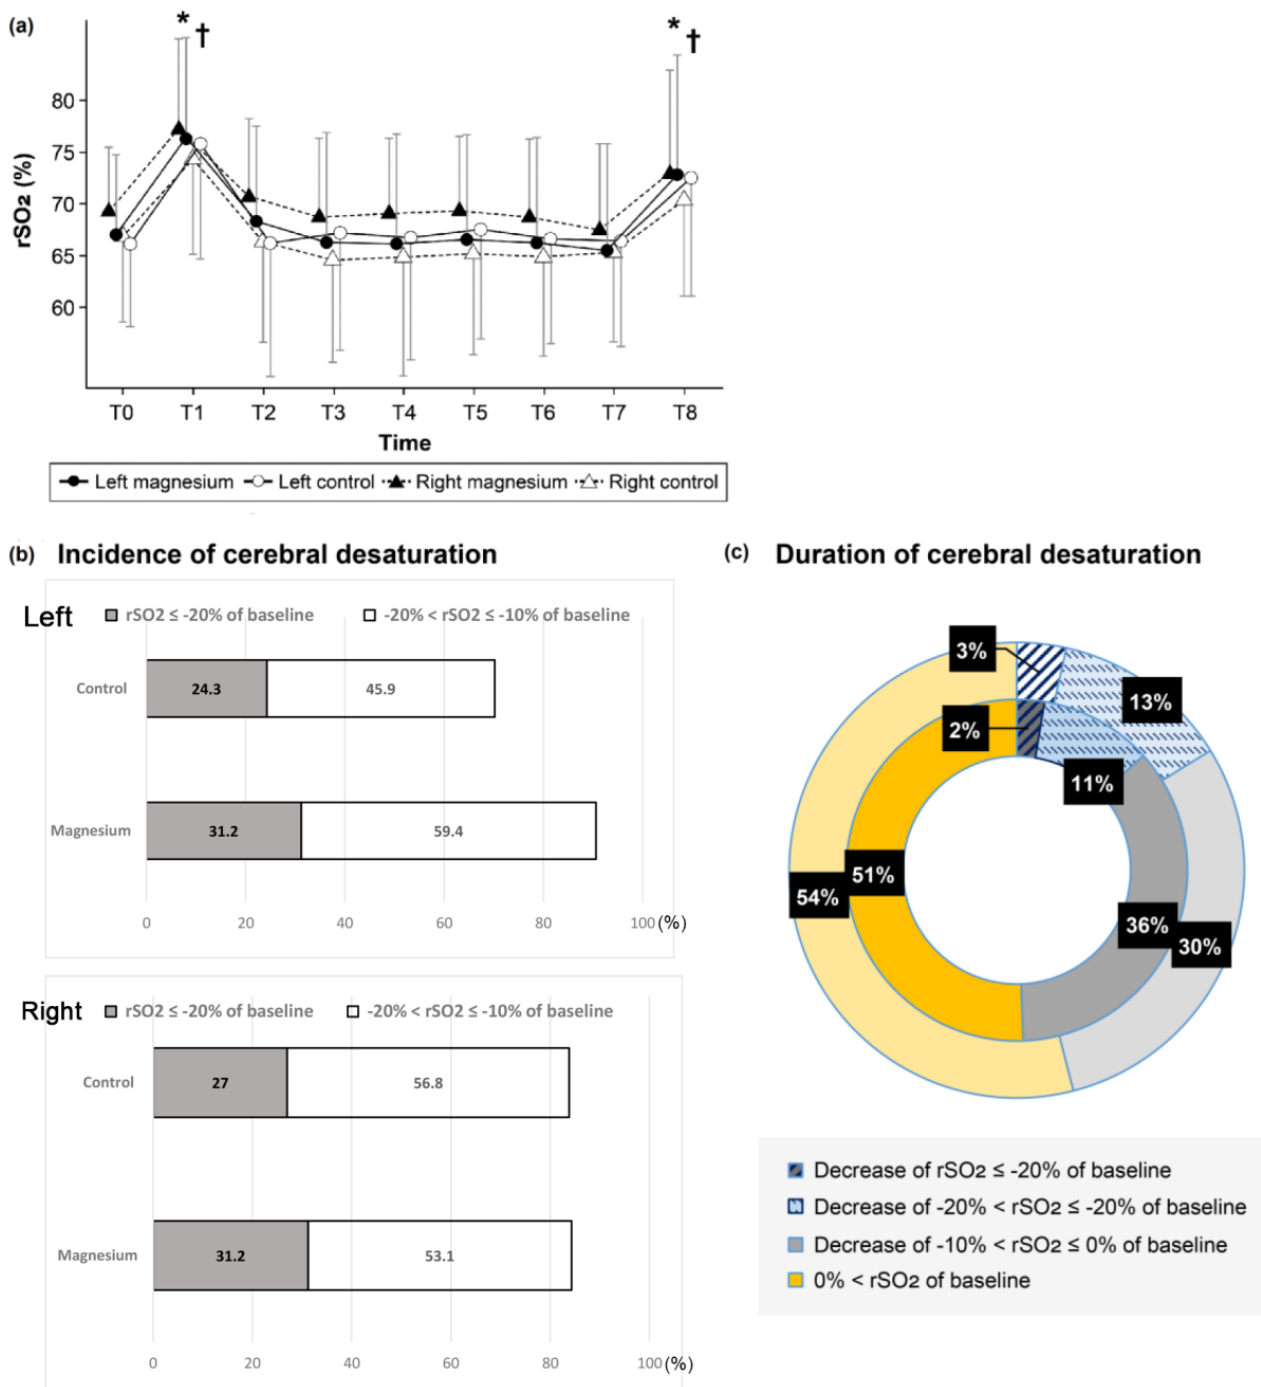 (a)
* †
* †
80
75
70
65
60
rSO2 (%)
T0 T1 T2 T3 T4 T5 T6 T7 T8
Time
Left magnesium Left control Right magnesium Right control
(b) Incidence of cerebral desaturation
Left rSO2 ≤ -20% of baseline -20% < rSO2 ≤ -10% of baseline
Control 24.3 45.9
Magnesium 31.2 59.4
0 20 40 60 80 100 (%)
Right rSO2 ≤ -20% of baseline -20% < rSO2 ≤ -10% of baseline
Control 27 56.8
Magnesium 31.2 53.1
0 20 40 60 80 100 (%)
(c) Duration of cerebral desaturation
3%
13%
2%
11%
51%
54%
36%
30%
Decrease of rSO2 ≤ -20% of baseline
Decrease of -20% < rSO2 ≤ -20% of baseline
Decrease of -10% < rSO2 ≤ 0% of baseline
0% < rSO2 of baseline